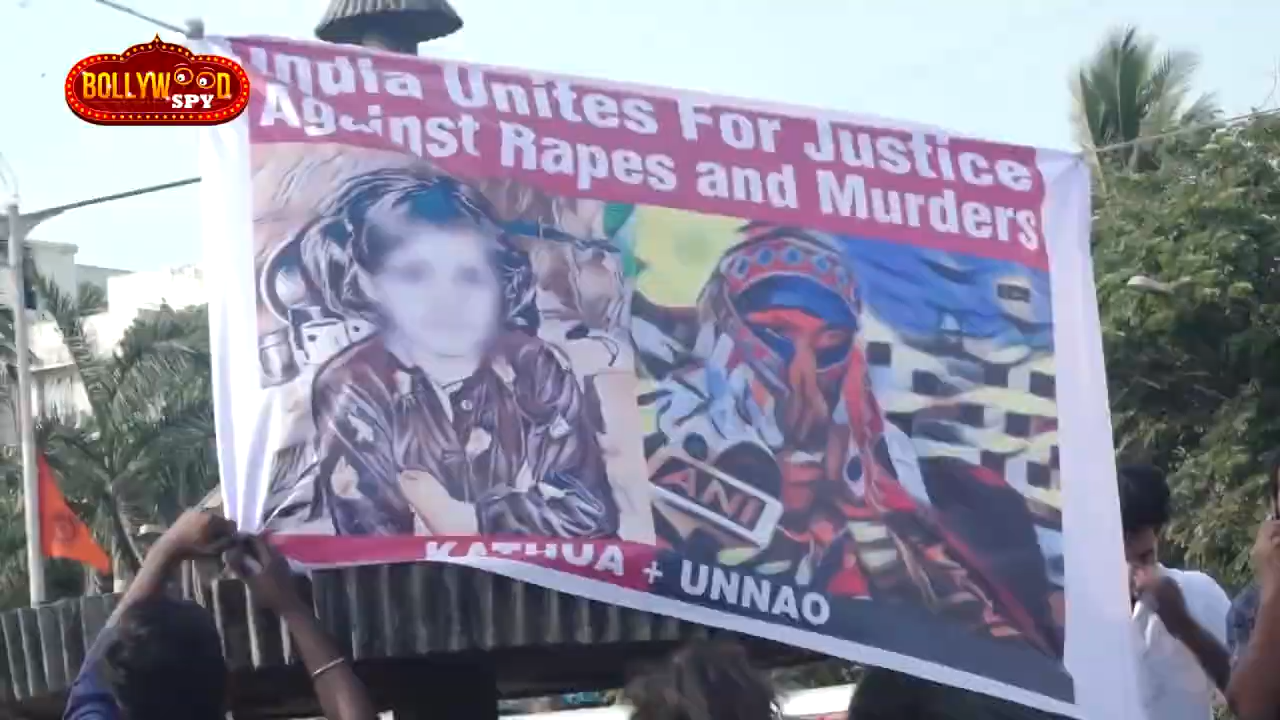 BOLLYWOOD
SPY
India Unites For Justice
Against Rapes and Murders
ANI
KATHUA + UNNAO